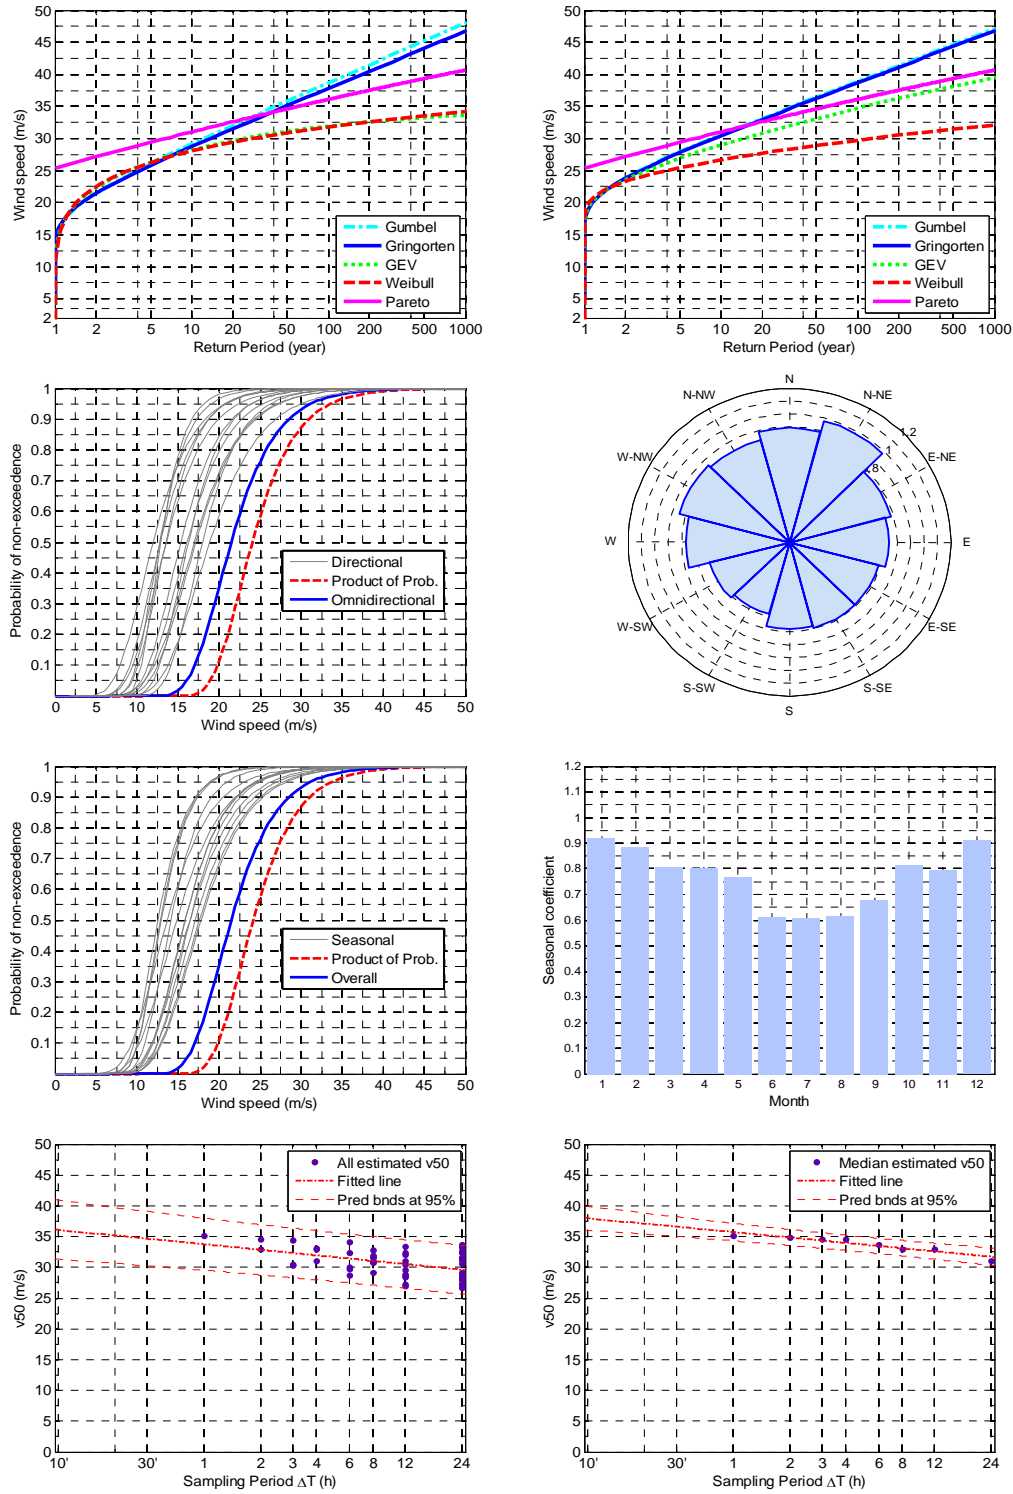 50
45
40
35
30
25
20
15
10
5
2
Wind speed (m/s)
Gumbel
Gringorten
GEV
Weibull
Pareto
1 2 5 10 20 50 100 200 500 1000
Return Period (year)
50
45
40
35
30
25
20
15
10
5
2
Wind speed (m/s)
Gumbel
Gringorten
GEV
Weibull
Pareto
1 2 5 10 20 50 100 200 500 1000
Return Period (year)
1
0.9
0.8
0.7
0.6
0.5
0.4
0.3
0.2
0.1
Probability of non-exceedence
Directional
Product of Prob.
Omnidirectional
0 5 10 15 20 25 30 35 40 45 50
Wind speed (m/s)
N
N-NE
E-NE
E
E-SE
S-SE
S
S-SW
W-SW
W
W-NW
N-NW
1.2
1
.8
1
0.9
0.8
0.7
0.6
0.5
0.4
0.3
0.2
0.1
Probability of non-exceedence
Seasonal
Product of Prob.
Overall
0 5 10 15 20 25 30 35 40 45 50
Wind speed (m/s)
1.2
1.1
1
0.9
0.8
0.7
0.6
0.5
0.4
0.3
0.2
0.1
0
Seasonal coefficient
1 2 3 4 5 6 7 8 9 10 11 12
Month
50
45
40
35
30
25
20
15
10
5
0
v50 (m/s)
All estimated v50
Fitted line
Pred bnds at 95%
10' 30' 1 2 3 4 6 8 12 24
Sampling Period ΔT (h)
50
45
40
35
30
25
20
15
10
5
0
v50 (m/s)
Median estimated v50
Fitted line
Pred bnds at 95%
10' 30' 1 2 3 4 6 8 12 24
Sampling Period ΔT (h)